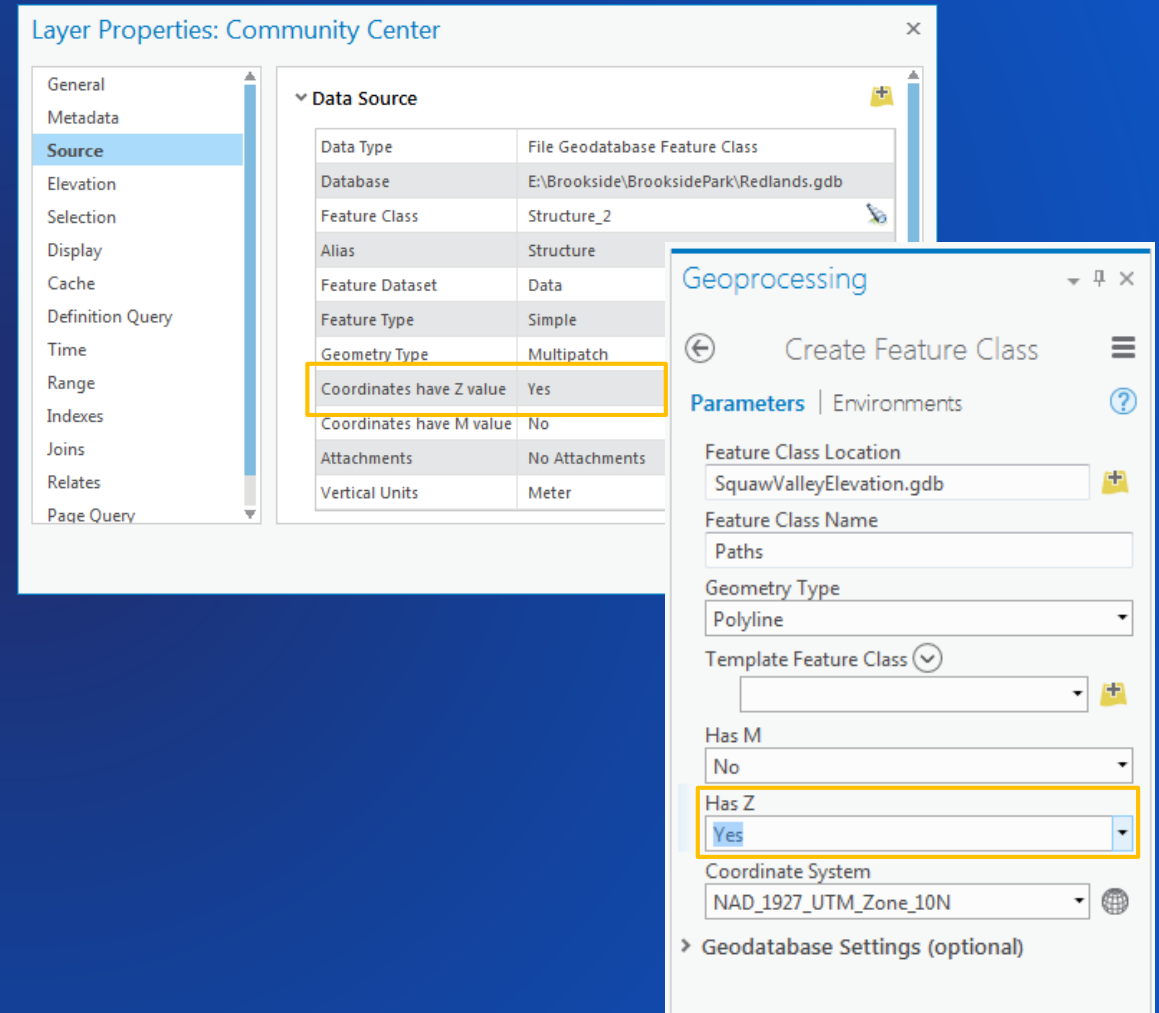 Layer Properties: Community Center
General
Metadata
Source
Elevation
Selection
Display
Cache
Definition Query
Time
Range
Indexes
Joins
Relates
Page Query
Data Source
Data Type File Geodatabase Feature Class
Database E:\Brookside\BrooksidePark\Redlands.gdb
Feature Class Structure_2
Alias Structure
Feature Dataset Data
Feature Type Simple
Geometry Type Multipatch
Coordinates have Z value Yes
Coordinates have M value No
Attachments No Attachments
Vertical Units Meter
Geoprocessing
Create Feature Class
Parameters | Environments
Feature Class Location
SquawValleyElevation.gdb
Feature Class Name
Paths
Geometry Type
Polyline
Template Feature Class
Has M
No
Has Z
Yes
Coordinate System
NAD_1927_UTM_Zone_10N
Geodatabase Settings (optional)